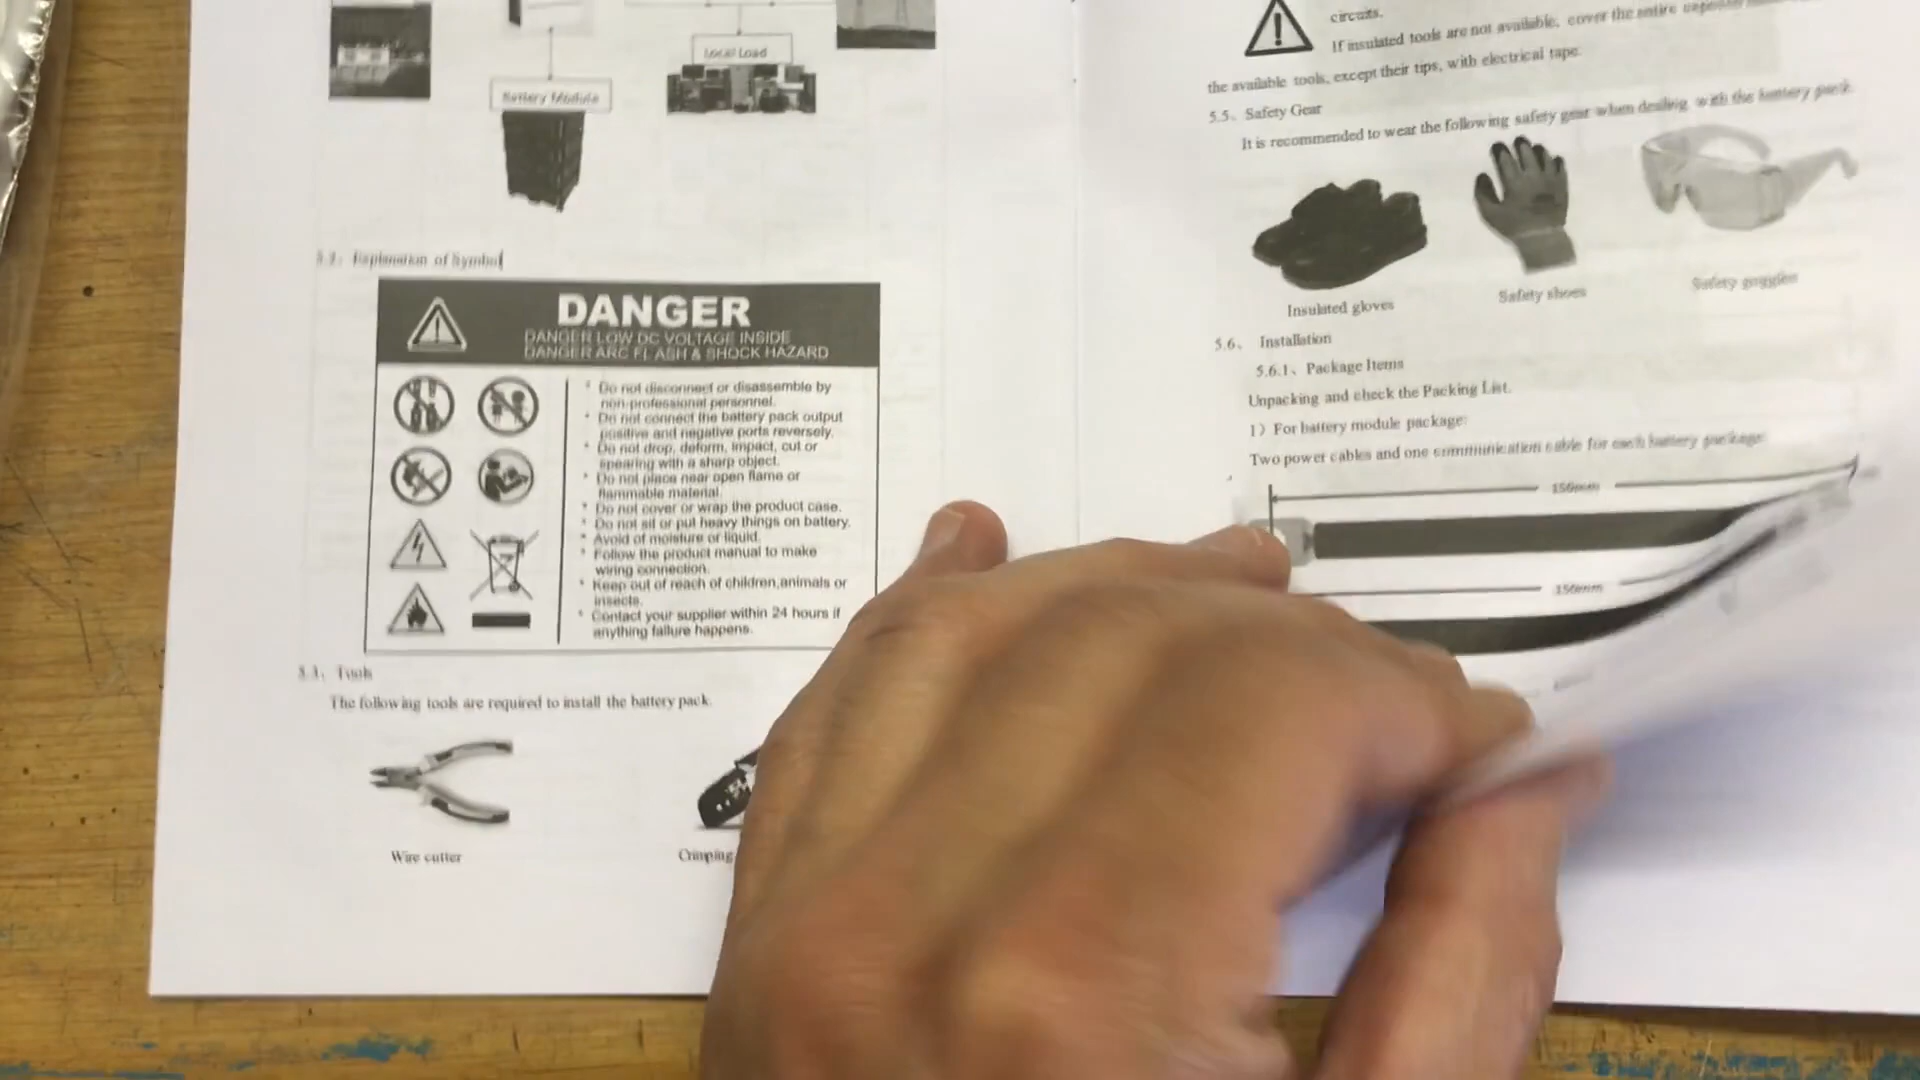 Local Load
Battery Module
5.2、Explanation of Symbol
DANGER
DANGER LOW DC VOLTAGE INSIDE
DANGER ARC FLASH & SHOCK HAZARD
* Do not disconnect or disassemble by
non-professional personnel.
* Do not connect the battery pack output
positive and negative ports reversely.
* Do not drop, deform, impact, cut or
spearing with a sharp object.
* Do not place near open flame or
flammable material.
* Do not cover or wrap the product case.
* Do not sit or put heavy things on battery.
* Avoid of moisture or liquid.
* Follow the product manual to make
wiring connection.
* Keep out of reach of children,animals or
insects.
* Contact your supplier within 24 hours if
anything failure happens.
5.3、Tools
The following tools are required to install the battery pack.
Wire cutter
Crimping
circuits.
If insulated tools are not available, cover the entire
the available tools, except their tips, with electrical tape.
5.5、Safety Gear
It is recommended to wear the following safety gear when dealing with the battery pack.
Insulated gloves
Safety shoes
Safety goggles
5.6、 Installation
5.6.1、Package Items
Unpacking and check the Packing List.
1）For battery module package:
Two power cables and one communication cable for each battery package
150mm
150mm